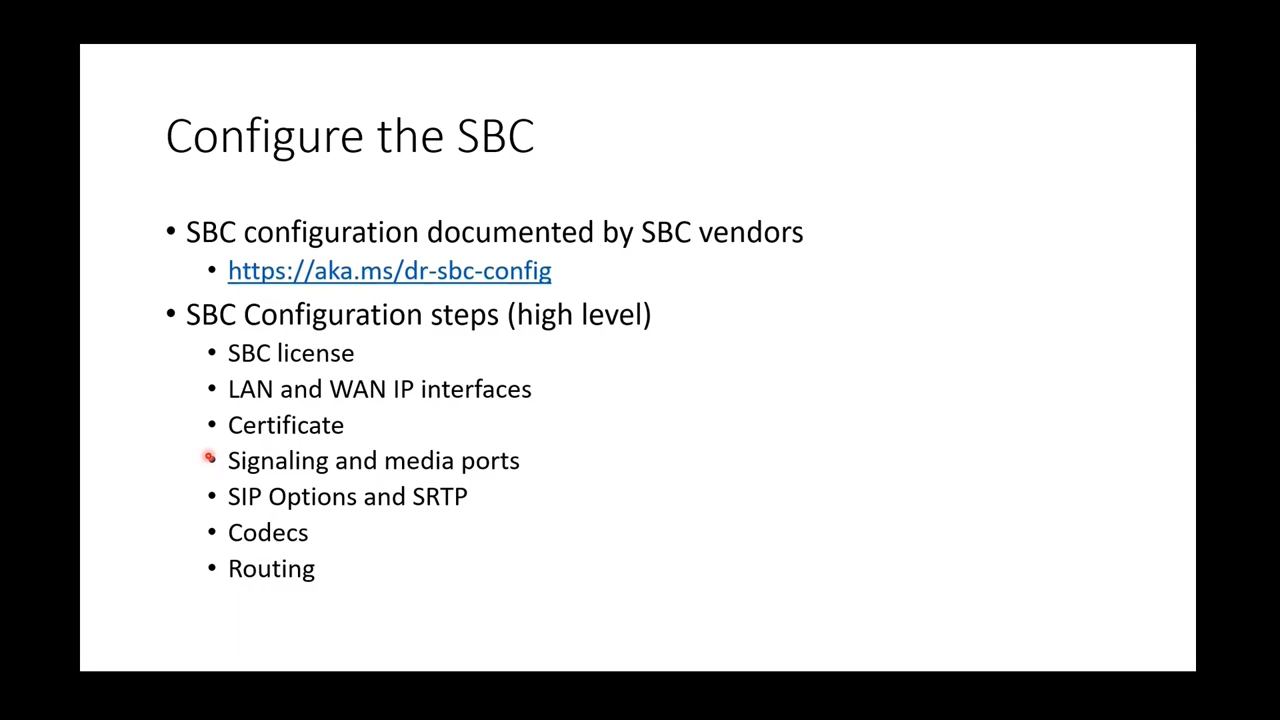 Configure the SBC
• SBC configuration documented by SBC vendors
• https://aka.ms/dr-sbc-config
• SBC Configuration steps (high level)
• SBC license
• LAN and WAN IP interfaces
• Certificate
• Signaling and media ports
• SIP Options and SRTP
• Codecs
• Routing